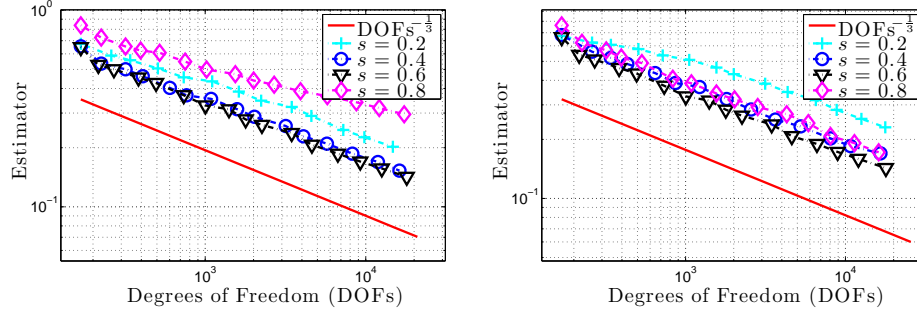 10^0
10^{-1}
10^3
10^4
Estimator
Degrees of Freedom (DOFs)
DOFs^{-\frac{1}{3}}
s = 0.2
s = 0.4
s = 0.6
s = 0.8
10^{-1}
10^3
10^4
Estimator
Degrees of Freedom (DOFs)
DOFs^{-\frac{1}{3}}
s = 0.2
s = 0.4
s = 0.6
s = 0.8